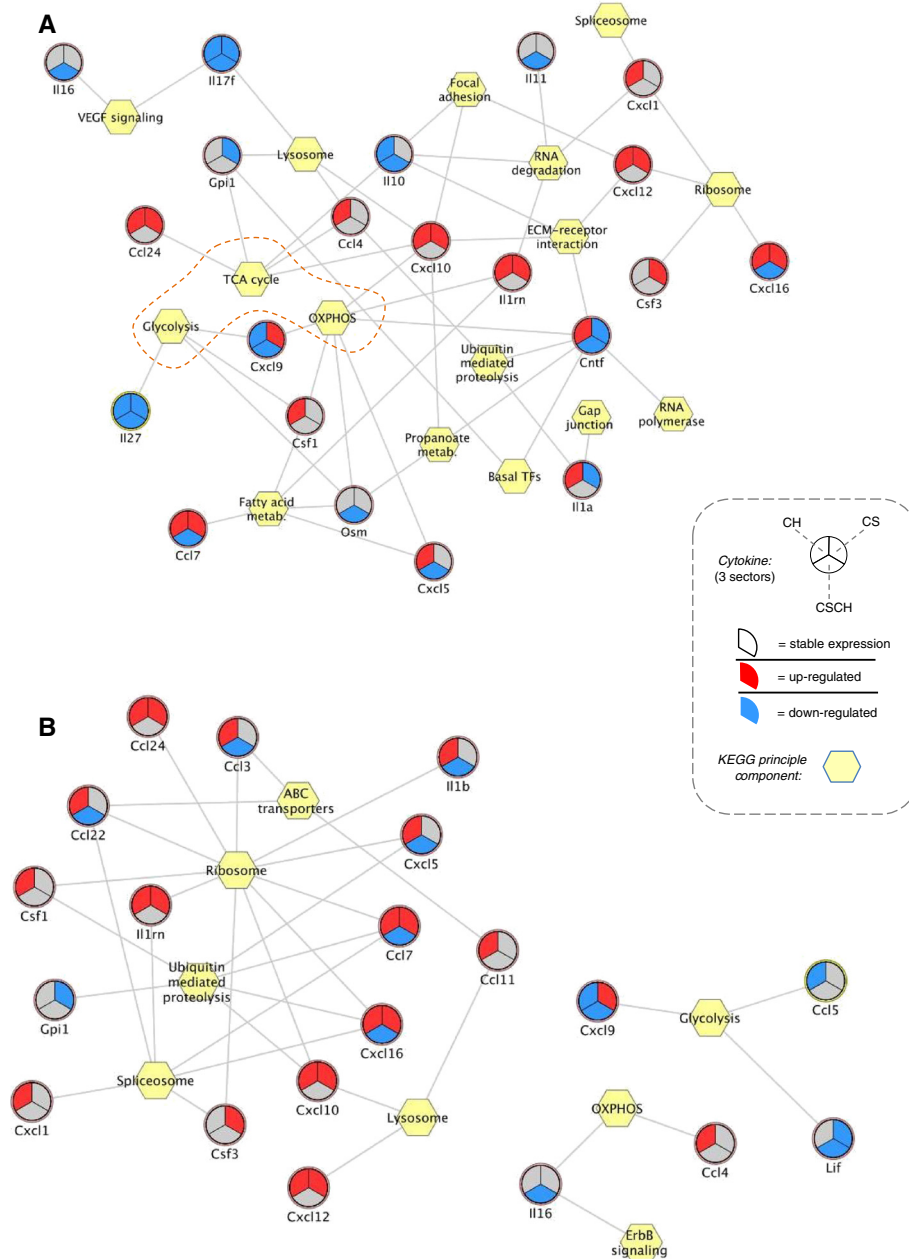 A
Spliceosome
Il16
Il17f
Il11
Cxcl1
Focal
adhesion
VEGF signaling
Gpi1
Lysosome
Il10
RNA
degradation
Cxcl12
Ribosome
Ccl24
Ccl4
Cxcl10
ECM-receptor
interaction
TCA cycle
Il1rn
Csf3
Cxcl16
Glycolysis
OXPHOS
Cxcl9
Ubiquitin
mediated
proteolysis
Cntf
Il27
Csf1
Propanoate
metab.
Gap
junction
RNA
polymerase
Basal TFs
Il1a
Fatty acid
metab.
Osm
Ccl7
Cxcl5
CH
CS
Cytokine:
(3 sectors)
CSCH
= stable expression
= up-regulated
= down-regulated
KEGG principle
component:
B
Ccl24
Ccl3
Il1b
ABC
transporters
Ccl22
Cxcl5
Ribosome
Csf1
Il1rn
Ccl7
Ccl11
Ubiquitin
mediated
proteolysis
Gpi1
Cxcl16
Cxcl9
Glycolysis
Ccl5
Spliceosome
Cxcl1
Csf3
Cxcl10
Lysosome
OXPHOS
Ccl4
Lif
Cxcl12
Il16
ErbB
signaling